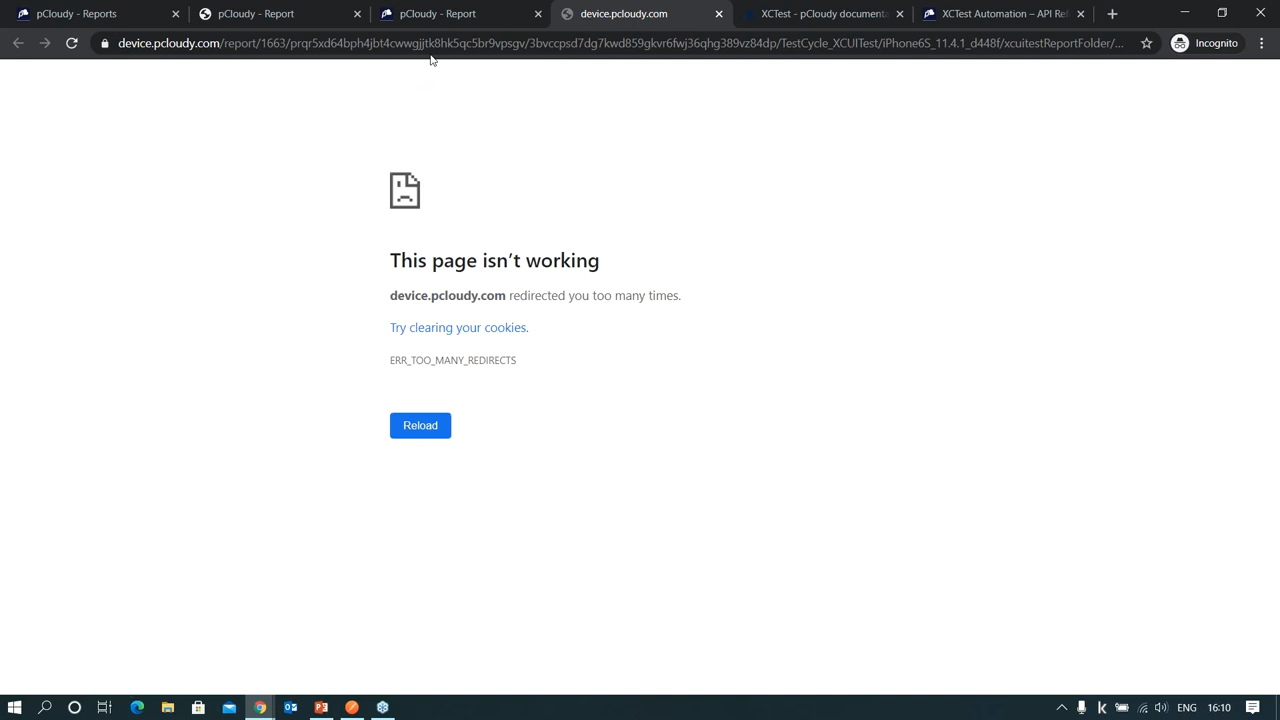 pCloudy - Reports
pCloudy - Report
pCloudy - Report
device.pcloudy.com
XCTest - pCloudy documenta
XCTest Automation – API Re
device.pcloudy.com/report/1663/prqr5xd64bph4jbt4cwwgjjtk8hk5qc5hr9vpsgv/3bvccpsd7dg7kwd859gkvr6fwj36qhg389vz84dp/TestCycle_XCUITest/iPhone6S_11.4.1_d448f/xcuitestReportFolder/...
Incognito
This page isn’t working
device.pcloudy.com redirected you too many times.
Try clearing your cookies.
ERR_TOO_MANY_REDIRECTS
Reload
ENG
16:10